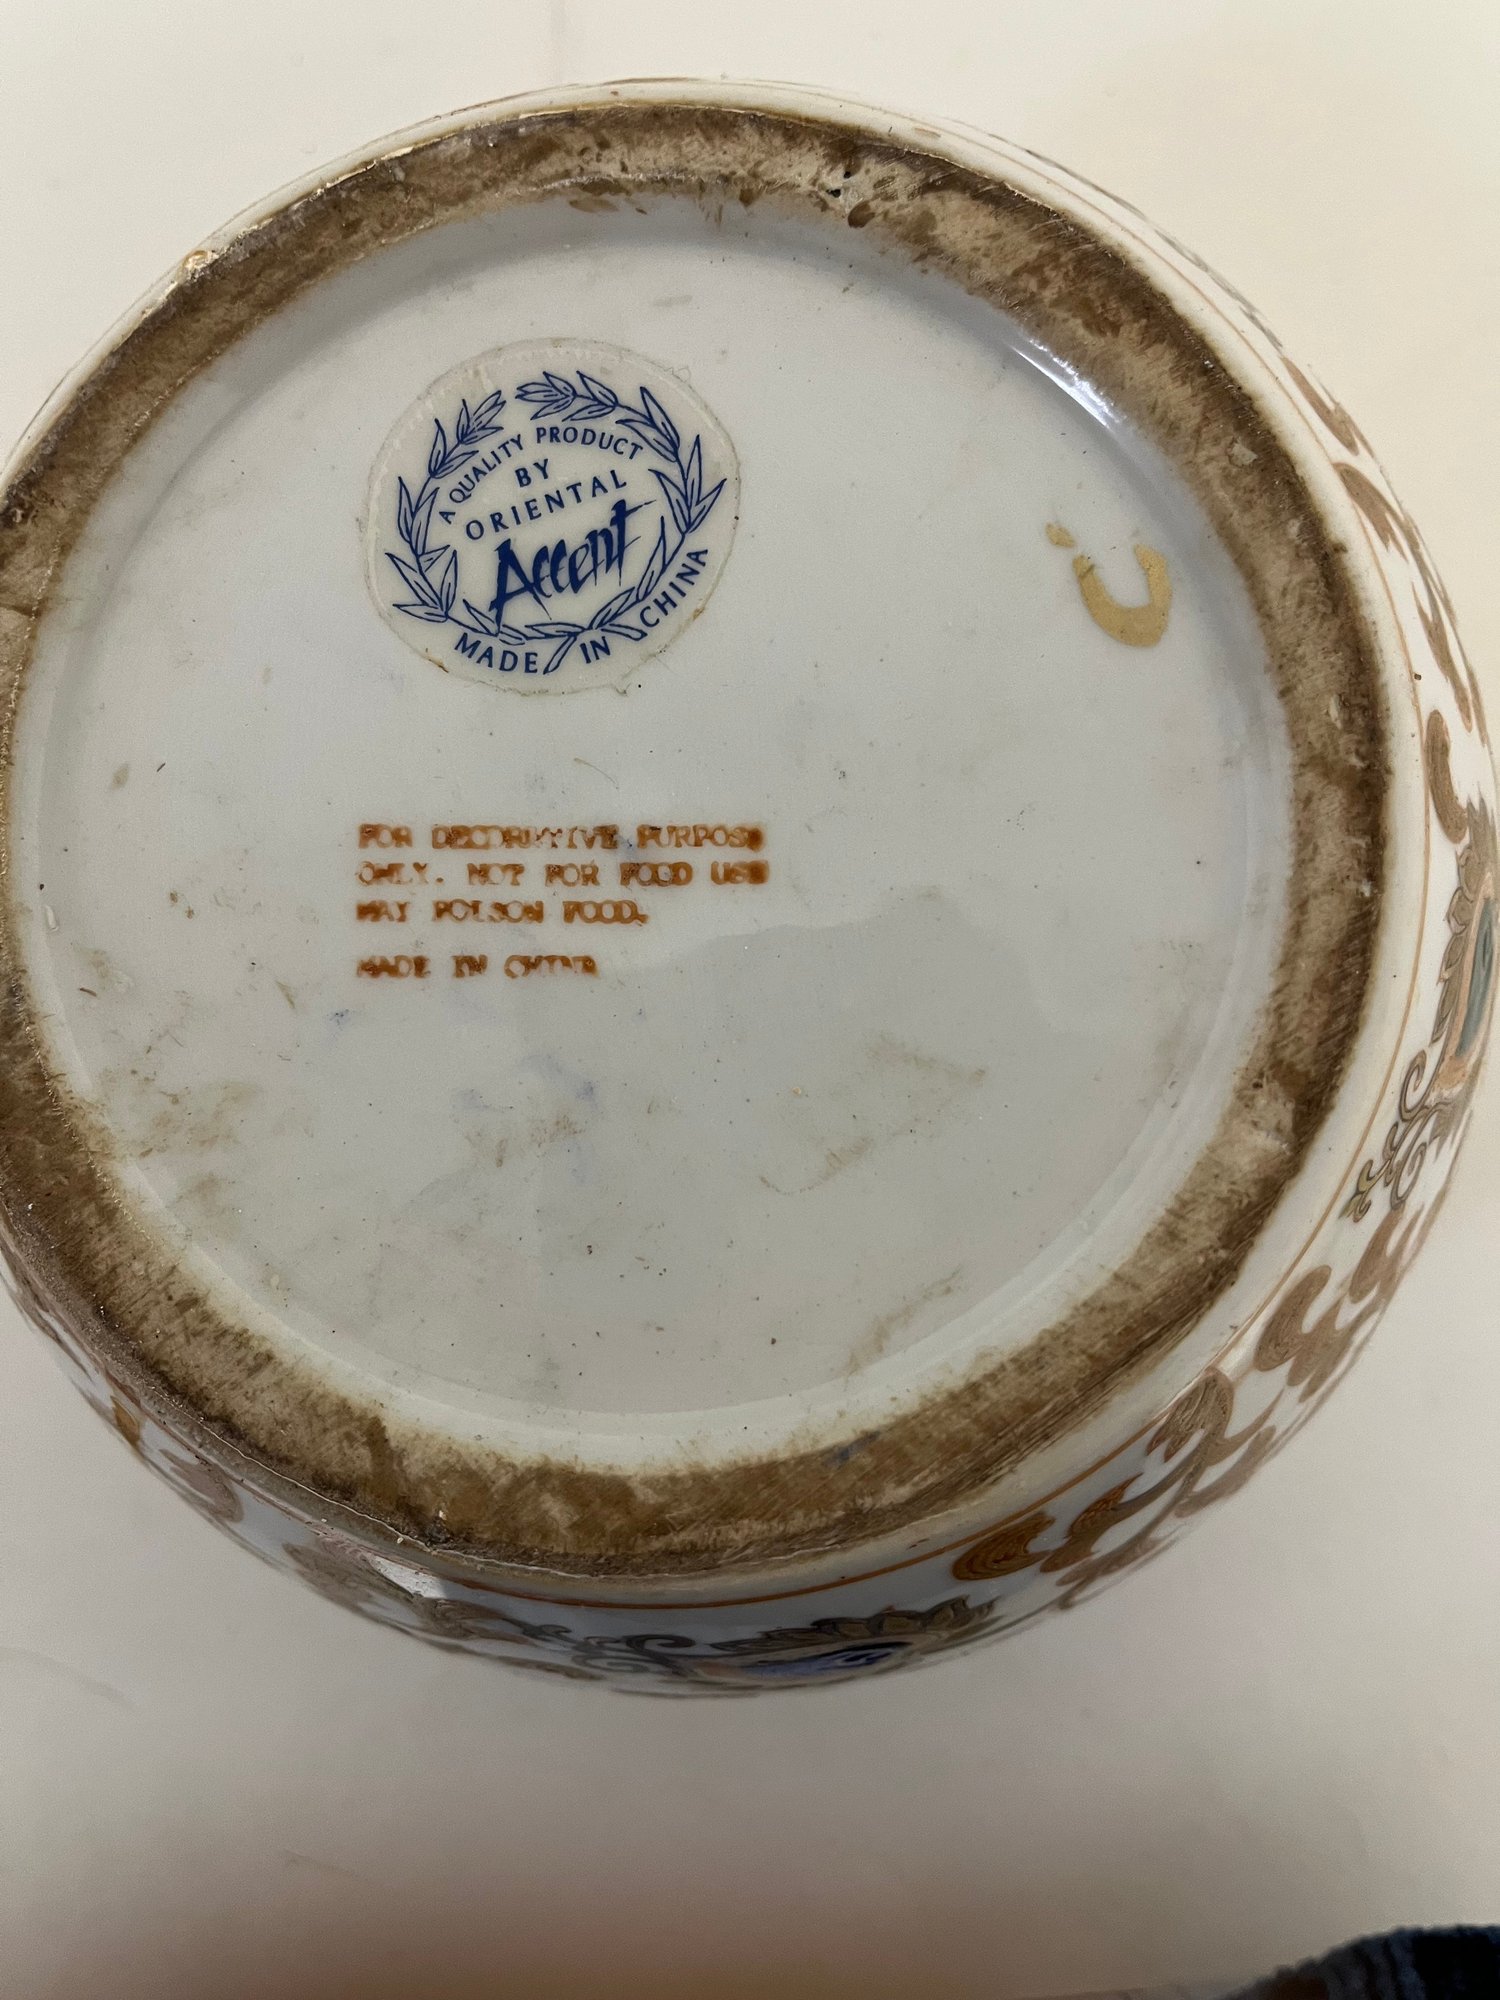 A QUALITY PRODUCT
BY
ORIENTAL
Accent
MADE IN CHINA
FOR DECORATIVE PURPOSE
ONLY. NOT FOR FOOD USE
MAY POISON FOOD.
MADE IN CHINA